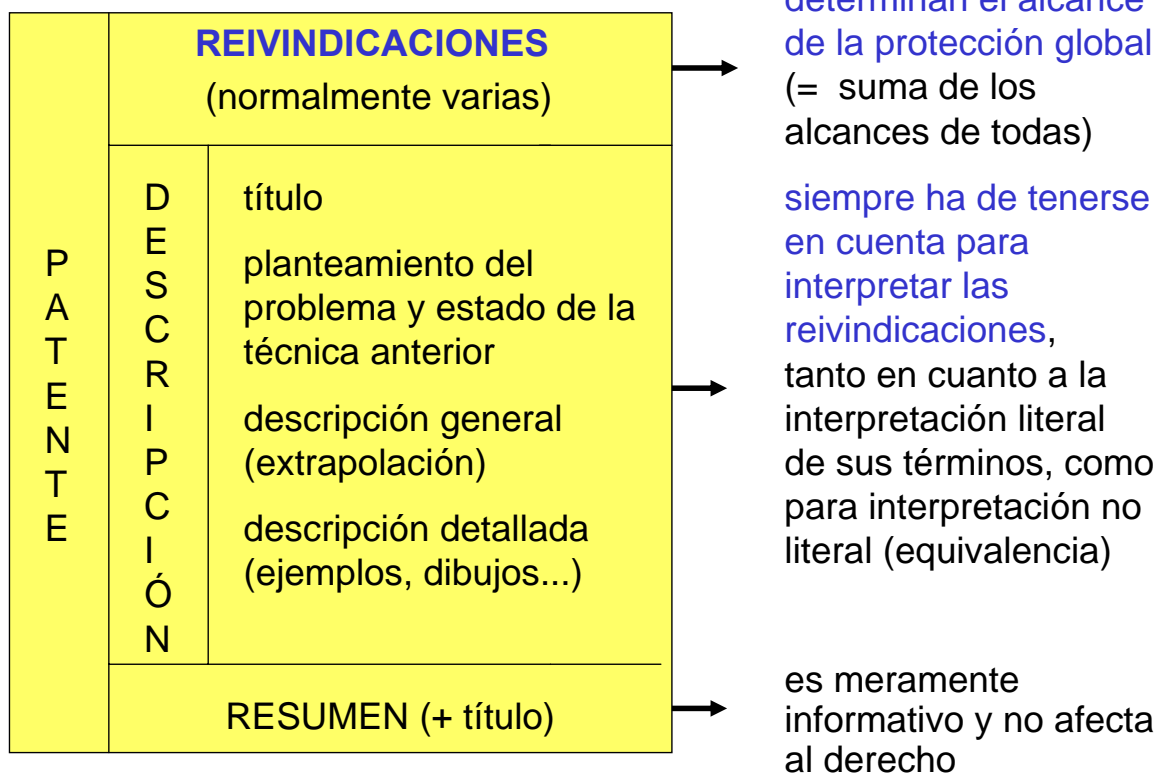 PATENTE
REIVINDICACIONES
(normalmente varias)
determinan el alcance
de la protección global
(= suma de los
alcances de todas)
DESCRIPCIÓN
título
planteamiento del
problema y estado de la
técnica anterior
descripción general
(extrapolación)
descripción detallada
(ejemplos, dibujos...)
siempre ha de tenerse
en cuenta para
interpretar las
reivindicaciones,
tanto en cuanto a la
interpretación literal
de sus términos, como
para interpretación no
literal (equivalencia)
RESUMEN (+ título)
es meramente
informativo y no afecta
al derecho